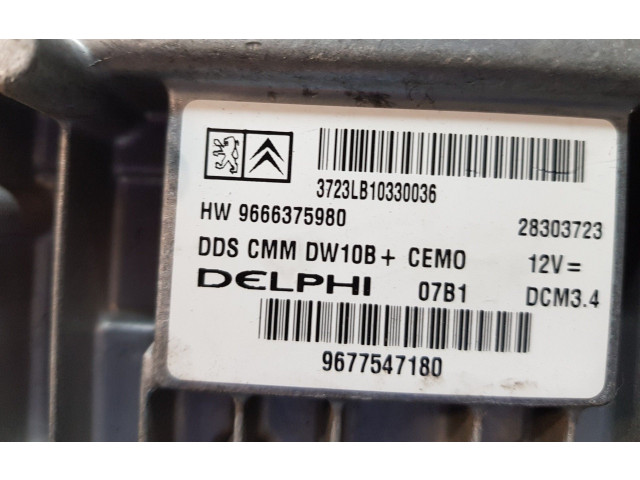 3723LB10330036
HW 9666375980 28303723
DDS CMM DW10B + CEMO 12V=
DELPHI 07B1 DCM3.4
9677547180